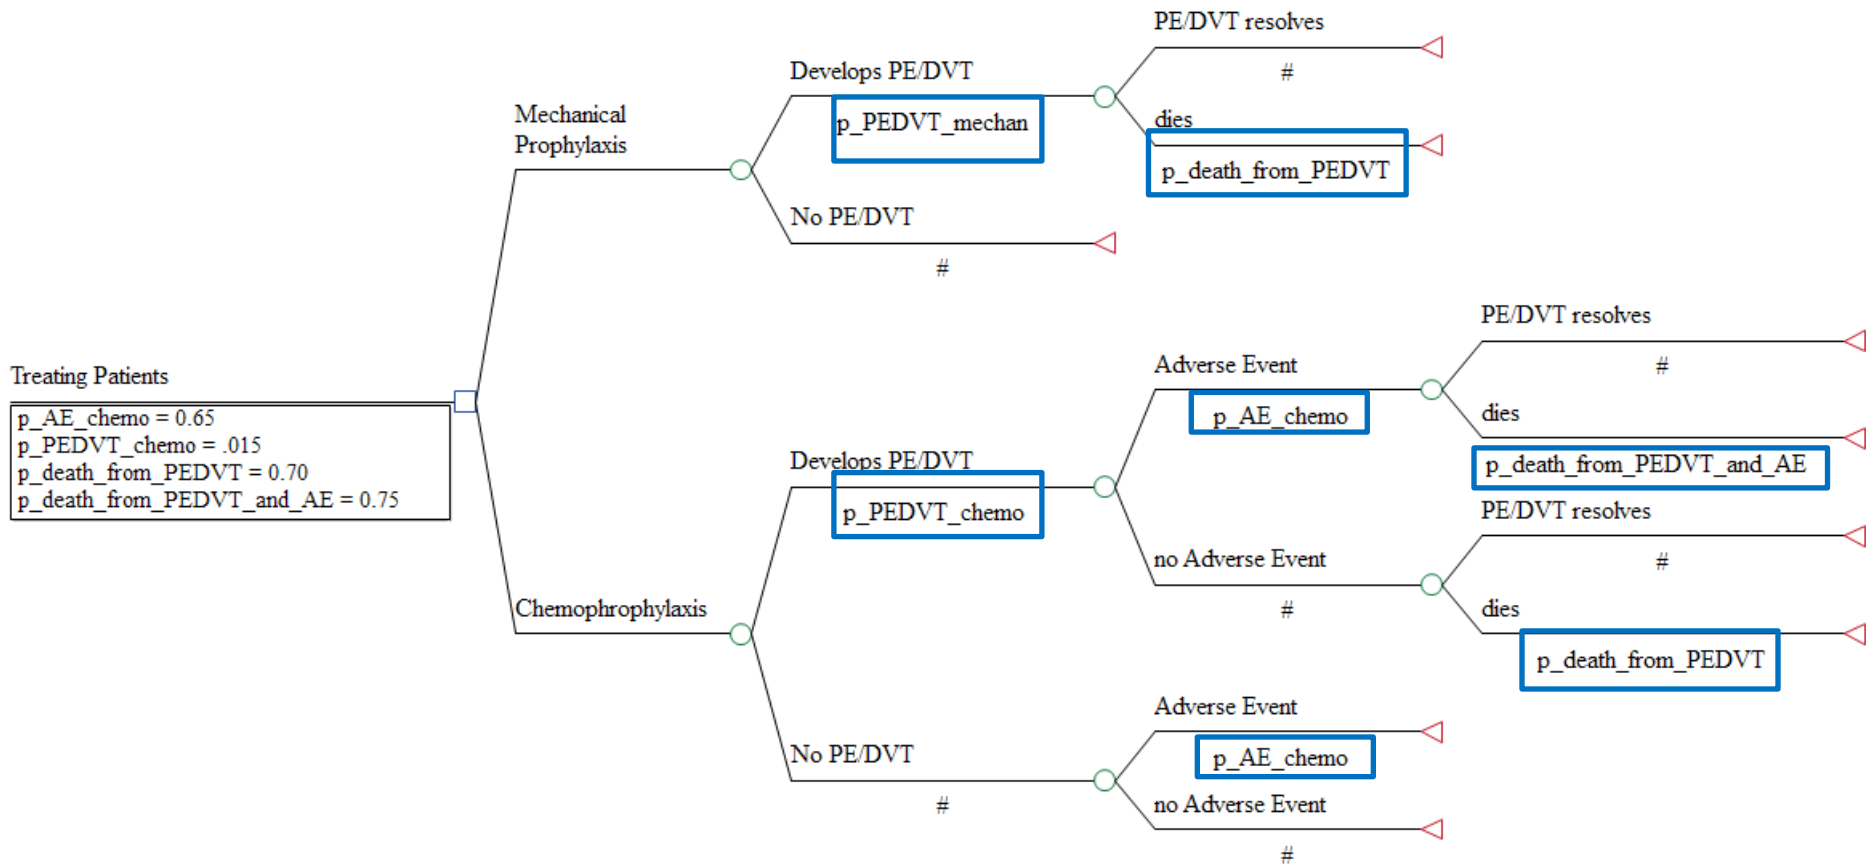 PE/DVT resolves
#
Develops PE/DVT
p_PEDVT_mechan
dies
p_death_from_PEDVT
Mechanical
Prophylaxis
No PE/DVT
#
Treating Patients
p_AE_chemo = 0.65
p_PEDVT_chemo = .015
p_death_from_PEDVT = 0.70
p_death_from_PEDVT_and_AE = 0.75
PE/DVT resolves
#
Adverse Event
p_AE_chemo
dies
p_death_from_PEDVT_and_AE
Develops PE/DVT
p_PEDVT_chemo
PE/DVT resolves
#
no Adverse Event
#
dies
p_death_from_PEDVT
Chemophrophylaxis
Adverse Event
p_AE_chemo
No PE/DVT
#
no Adverse Event
#